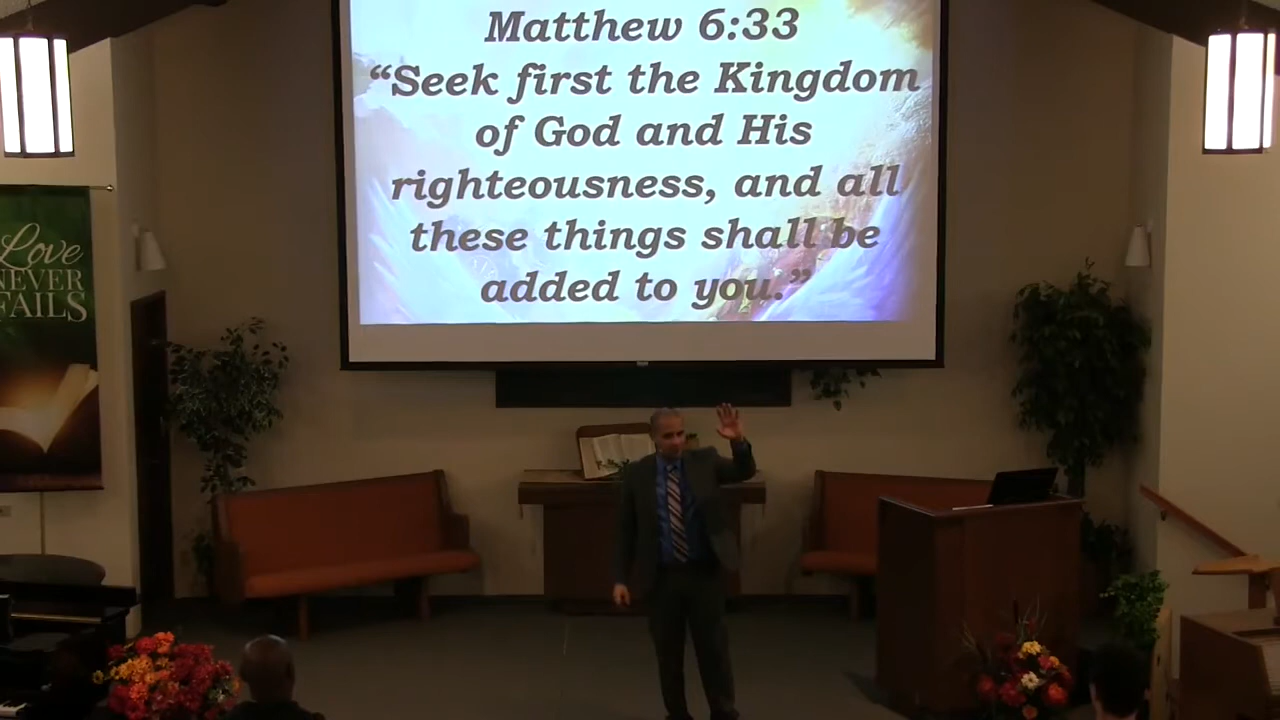 Matthew 6:33
“Seek first the Kingdom
of God and His
righteousness, and all
these things shall be
added to you.”
Love
NEVER
FAILS